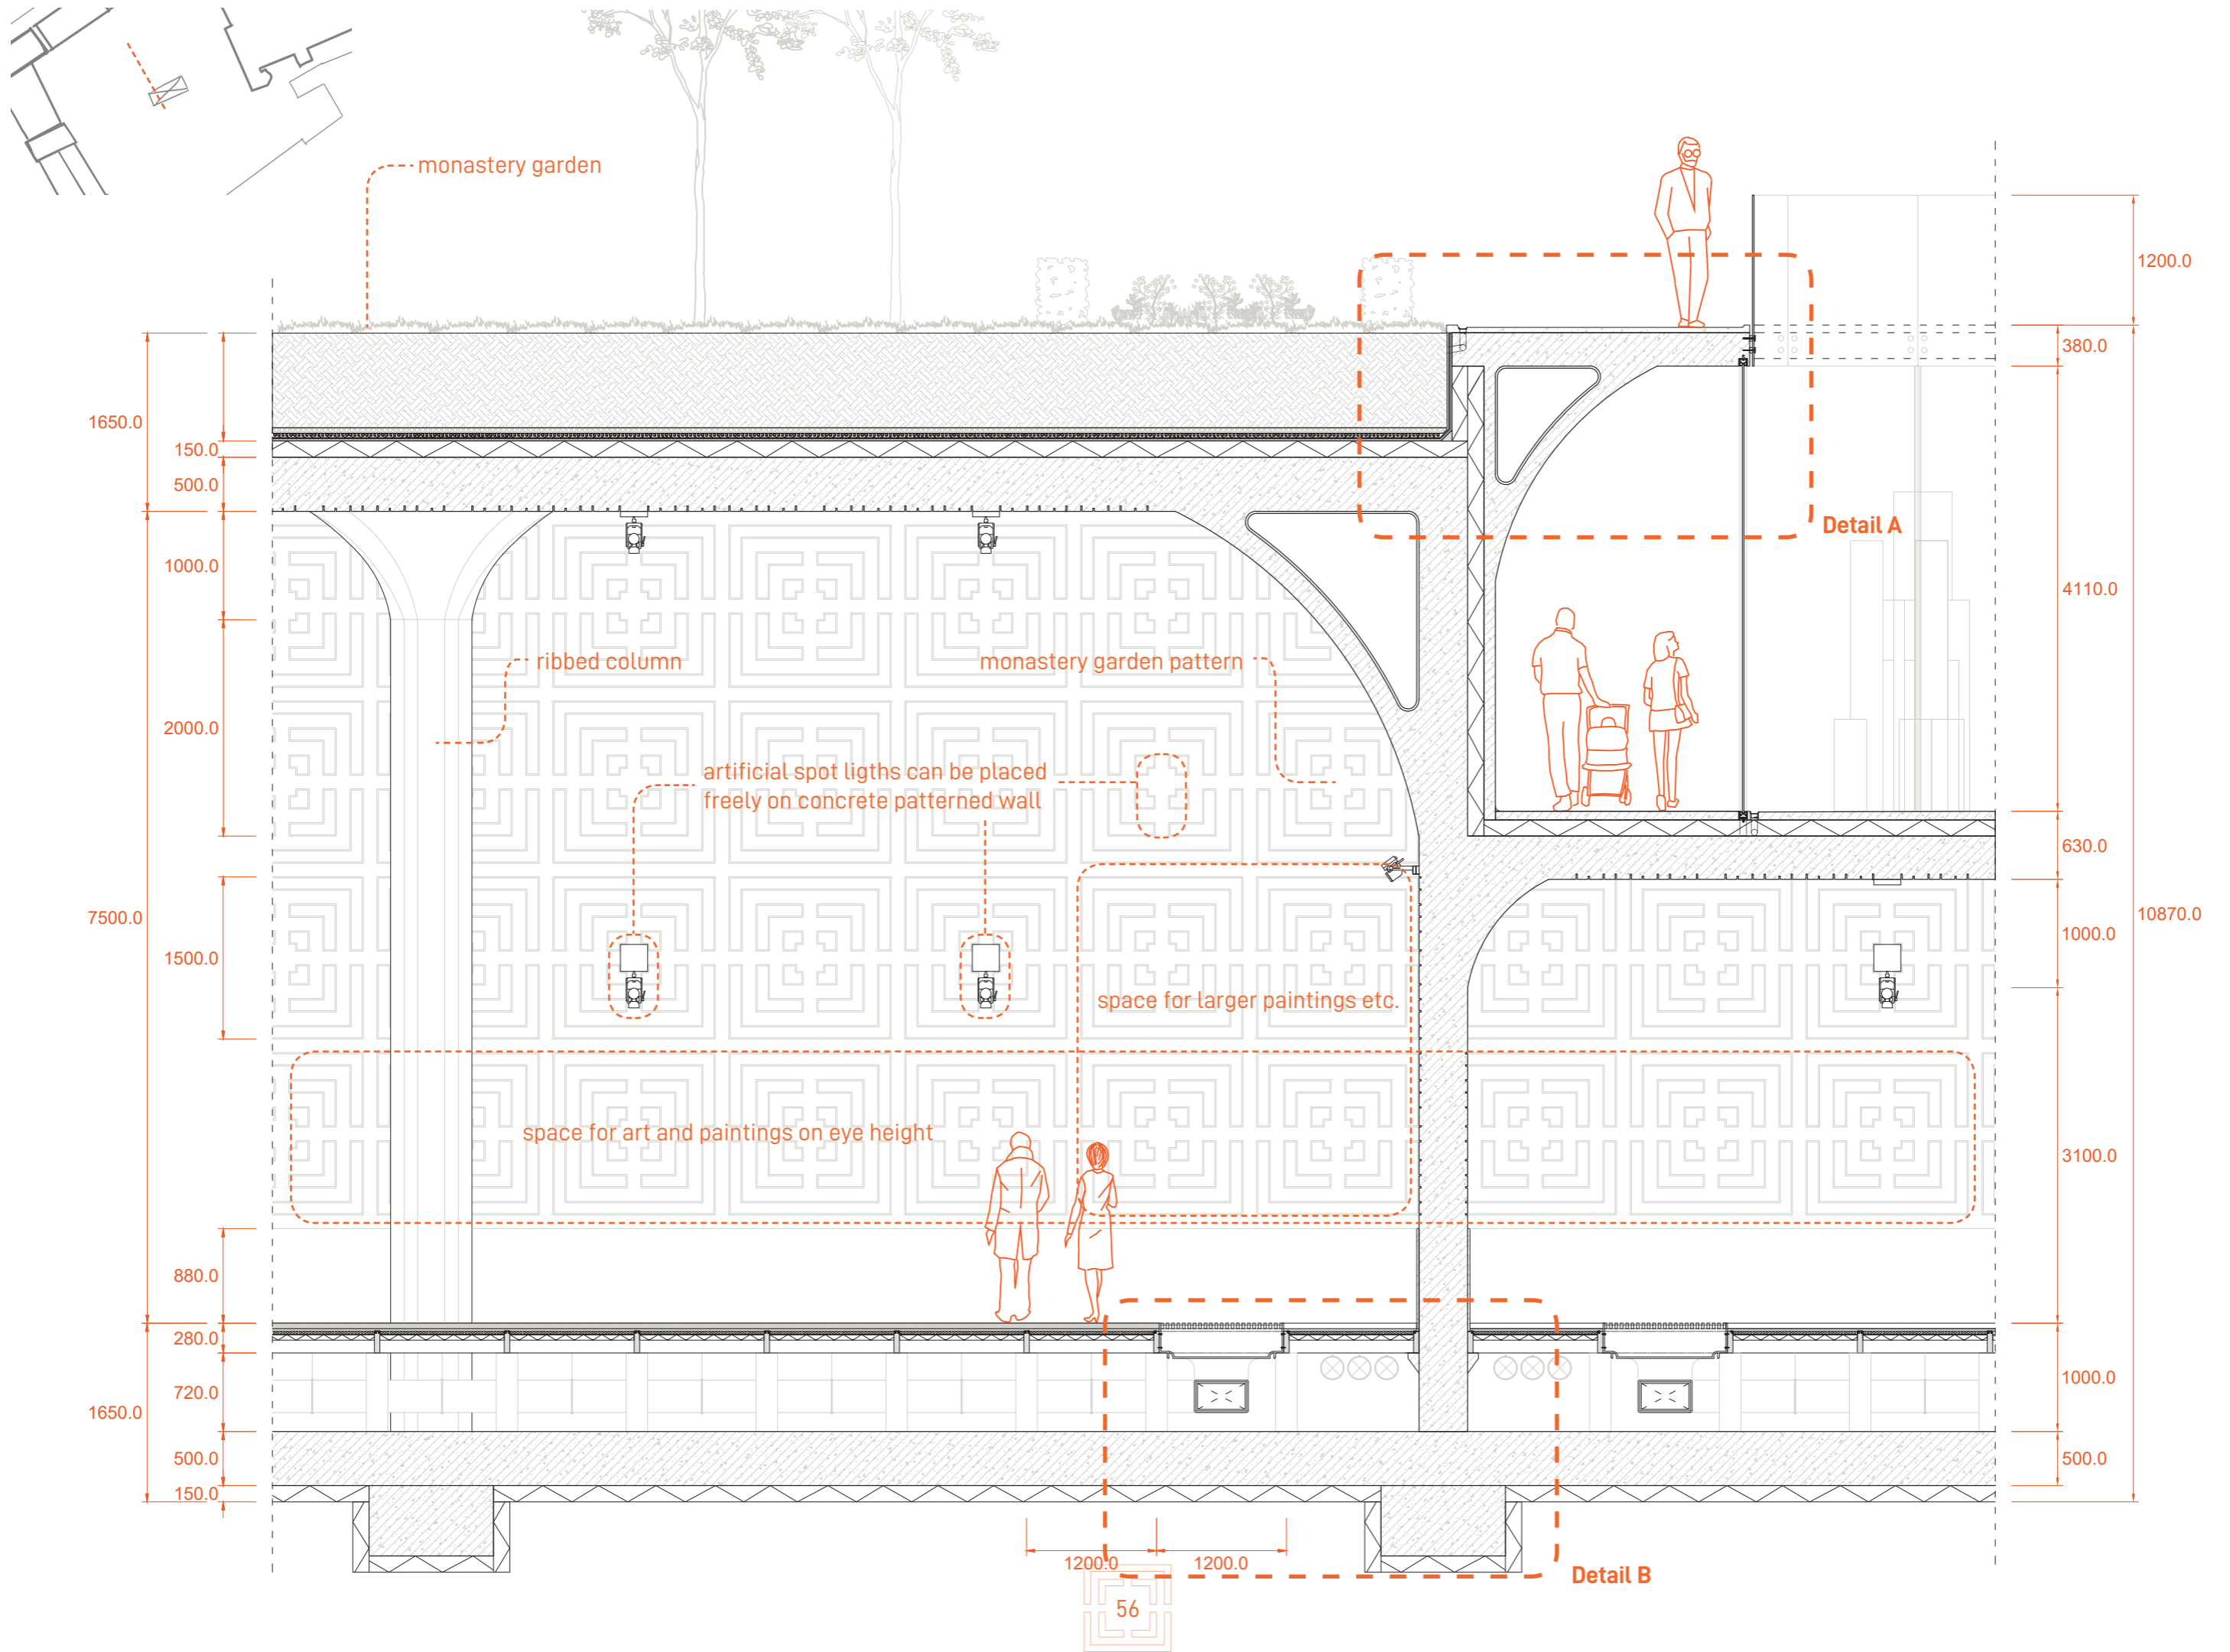 monastery garden
1200.0
380.0
1650.0
150.0
500.0
Detail A
1000.0
4110.0
ribbed column
monastery garden pattern
2000.0
artificial spot ligths can be placed
freely on concrete patterned wall
630.0
7500.0
10870.0
1000.0
1500.0
space for larger paintings etc.
space for art and paintings on eye height
3100.0
880.0
280.0
720.0
1000.0
1650.0
500.0
500.0
150.0
1200.0
1200.0
Detail B
56